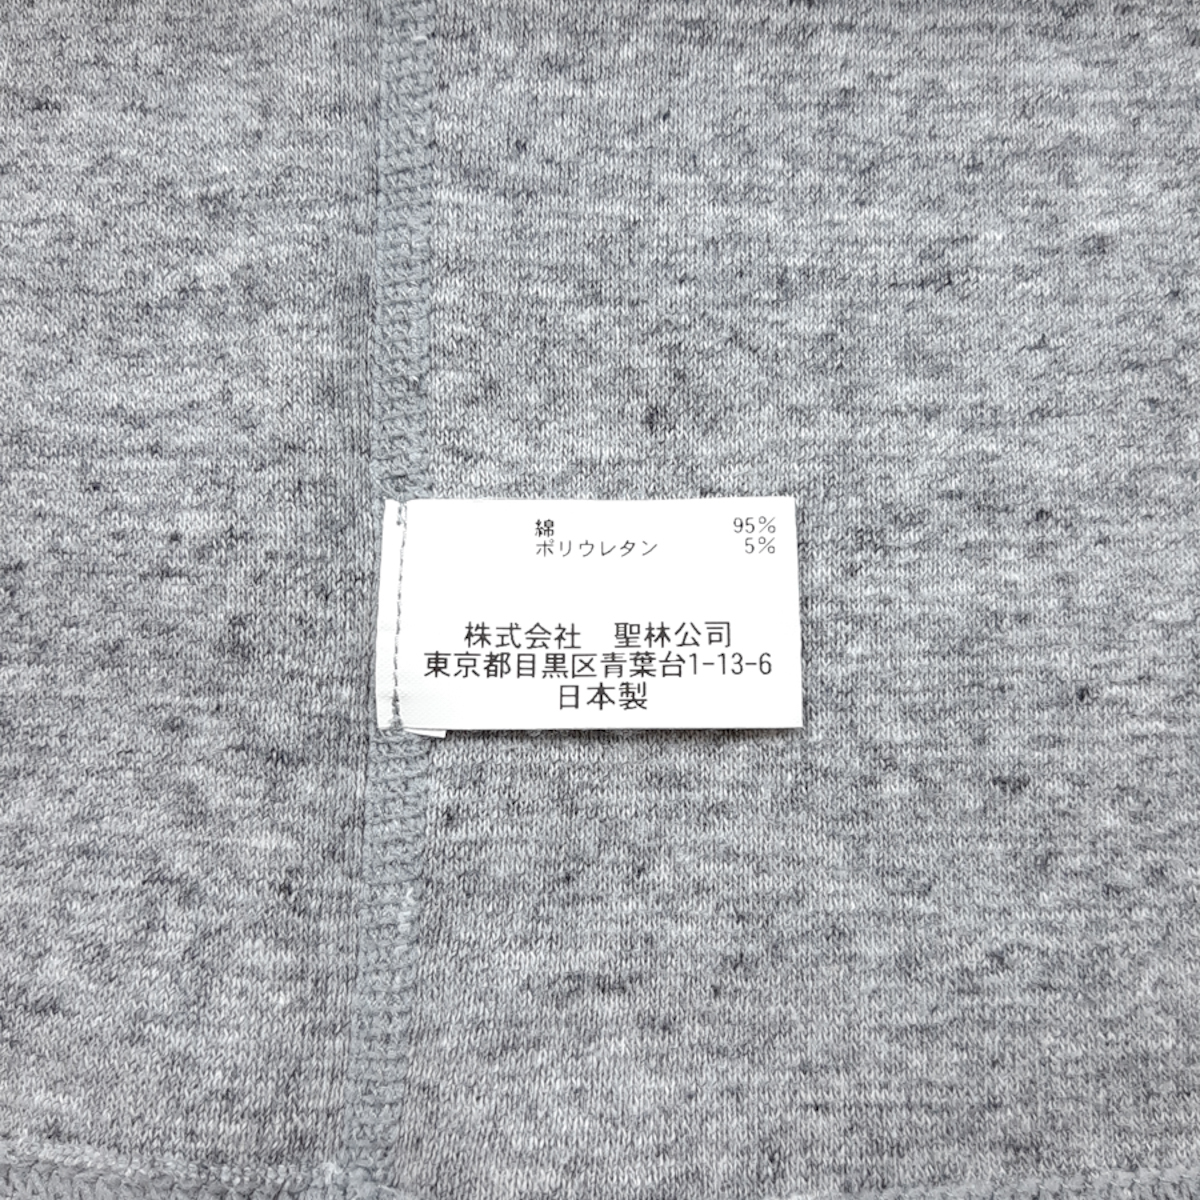 綿 95%
ポリウレタン 5%
株式会社 聖林公司
東京都目黒区青葉台1-13-6
日本製